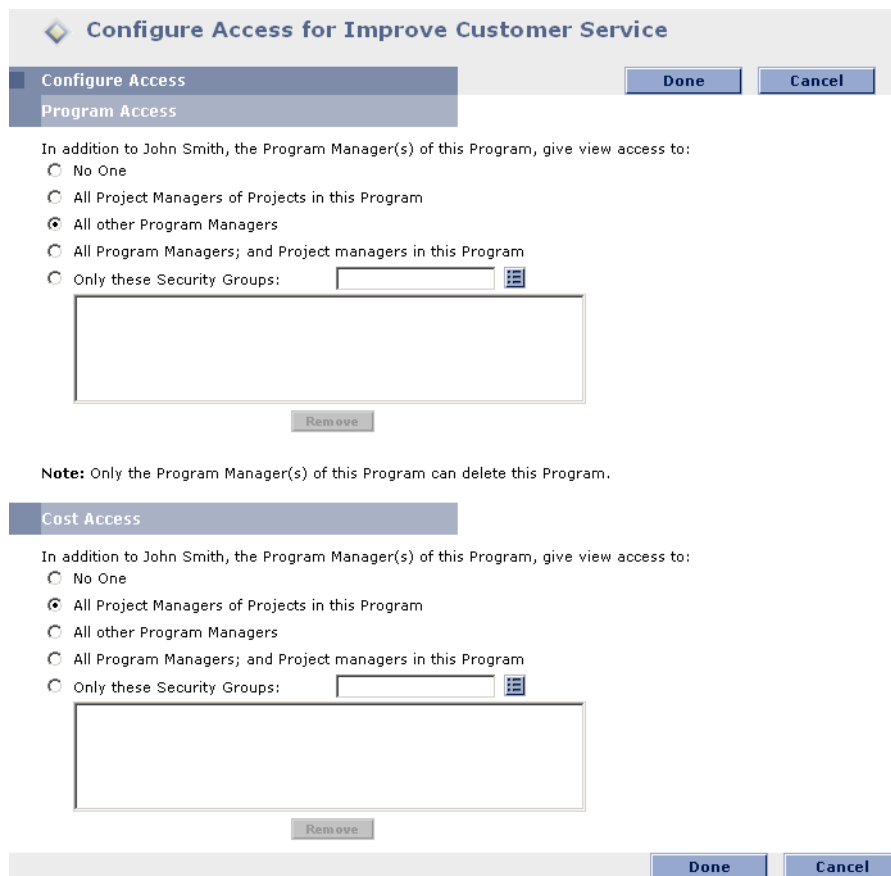 Configure Access for Improve Customer Service
Configure Access
Done
Cancel
Program Access
In addition to John Smith, the Program Manager(s) of this Program, give view access to:
No One
All Project Managers of Projects in this Program
All other Program Managers
All Program Managers; and Project managers in this Program
Only these Security Groups:
Remove
Note: Only the Program Manager(s) of this Program can delete this Program.
Cost Access
In addition to John Smith, the Program Manager(s) of this Program, give view access to:
No One
All Project Managers of Projects in this Program
All other Program Managers
All Program Managers; and Project managers in this Program
Only these Security Groups:
Remove
Done
Cancel